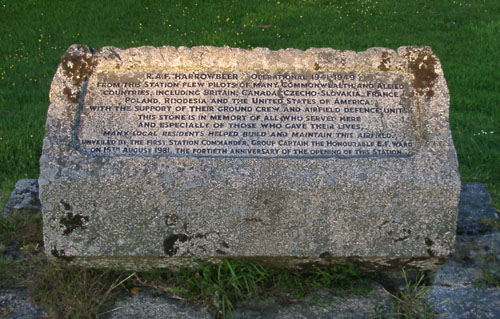 R.A.F. HARROWBEER OPERATIONAL 1941-1949
FROM THIS STATION FLEW PILOTS OF MANY COMMONWEALTH AND ALLIED
COUNTRIES, INCLUDING BRITAIN, CANADA, CZECHO-SLOVAKIA, FRANCE
POLAND, RHODESIA AND THE UNITED STATES OF AMERICA,
WITH THE SUPPORT OF THEIR GROUND CREW AND AIRFIELD DEFENCE UNITS.
THIS STONE IS IN MEMORY OF ALL WHO SERVED HERE
AND ESPECIALLY OF THOSE WHO GAVE THEIR LIVES.
MANY LOCAL RESIDENTS HELPED BUILD AND MAINTAIN THIS AIRFIELD.
UNVEILED BY THE FIRST STATION COMMANDER, GROUP CAPTAIN THE HONOURABLE E.F. WARD
ON 15TH AUGUST 1981, THE FORTIETH ANNIVERSARY OF THE OPENING OF THIS STATION